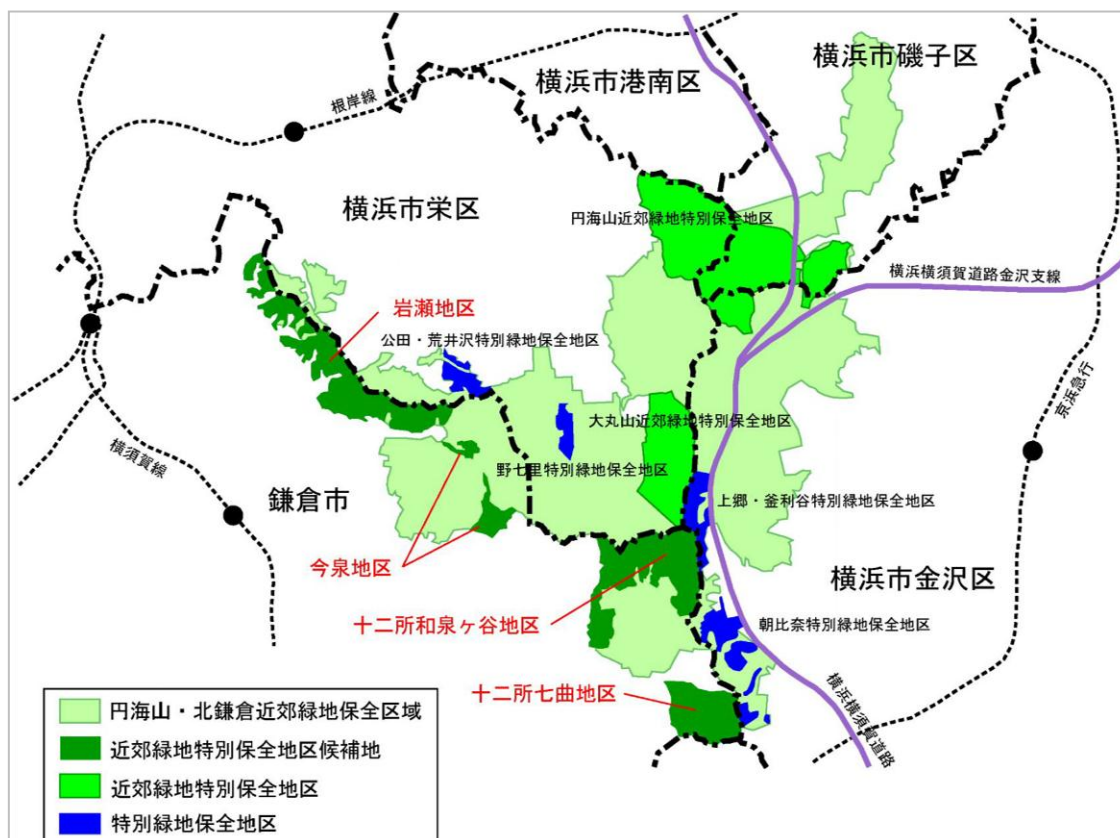 横浜市磯子区
横浜市港南区
根岸線
横浜市栄区
円海山近郊緑地特別保全地区
横浜横須賀道路金沢支線
岩瀬地区
公田・荒井沢特別緑地保全地区
京浜急行
大丸山近郊緑地特別保全地区
横須賀線
野七里特別緑地保全地区
鎌倉市
上郷・釜利谷特別緑地保全地区
今泉地区
横浜市金沢区
十二所和泉ヶ谷地区
朝比奈特別緑地保全地区
十二所七曲地区
横浜横須賀道路
円海山・北鎌倉近郊緑地保全区域
近郊緑地特別保全地区候補地
近郊緑地特別保全地区
特別緑地保全地区